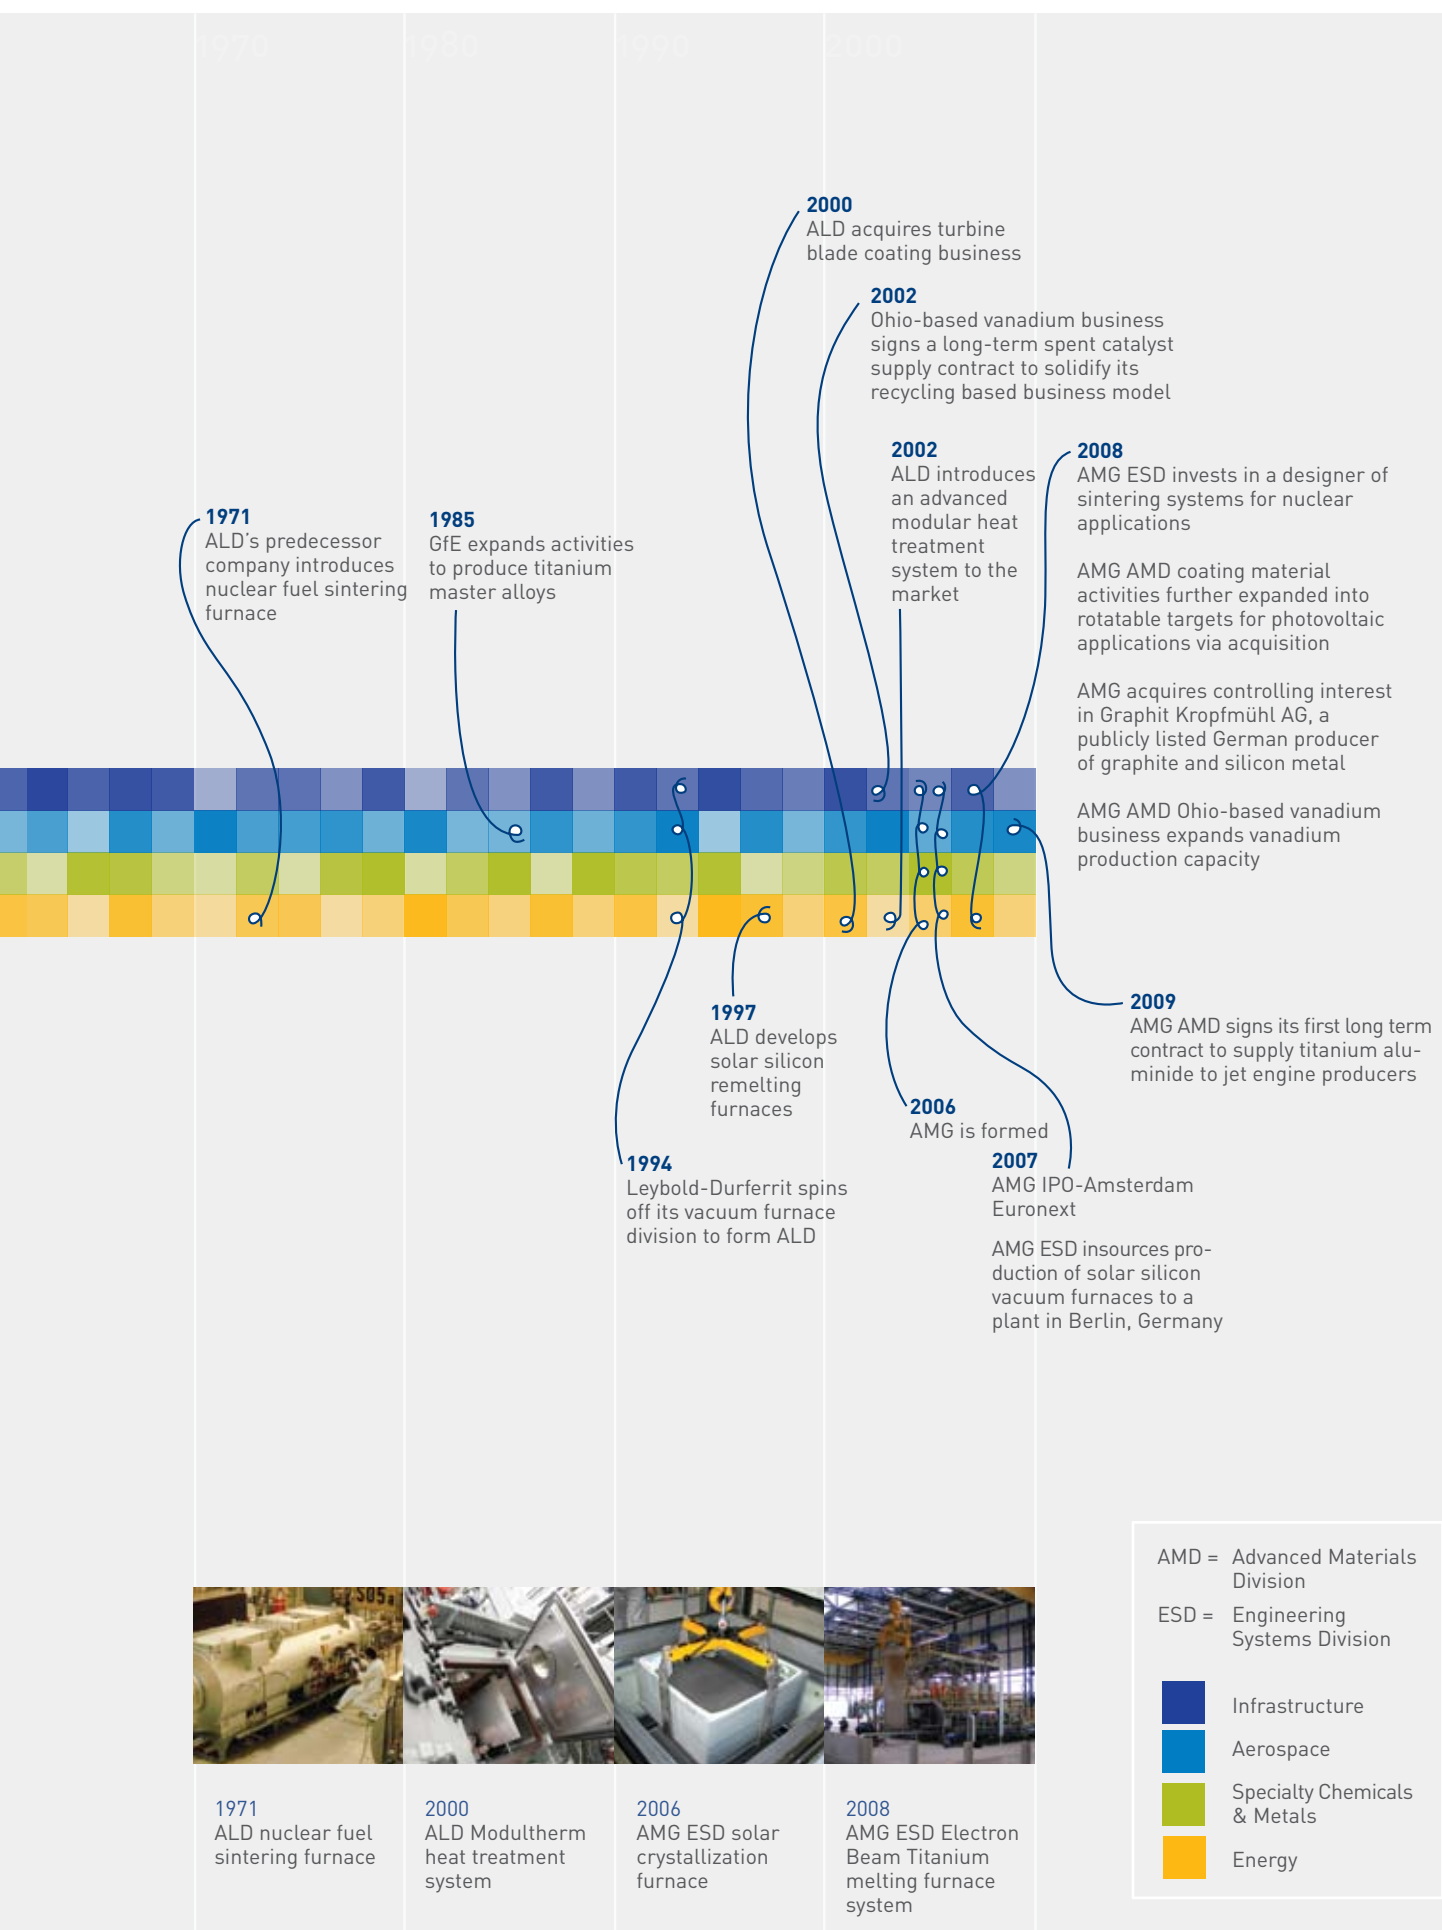 1970
1980
1990
2000
2000
ALD acquires turbine
blade coating business
2002
Ohio-based vanadium business
signs a long-term spent catalyst
supply contract to solidify its
recycling based business model
2002
ALD introduces
an advanced
modular heat
treatment
system to the
market
2008
AMG ESD invests in a designer of
sintering systems for nuclear
applications
AMG AMD coating material
activities further expanded into
rotatable targets for photovoltaic
applications via acquisition
AMG acquires controlling interest
in Graphit Kropfmühl AG, a
publicly listed German producer
of graphite and silicon metal
AMG AMD Ohio-based vanadium
business expands vanadium
production capacity
1971
ALD's predecessor
company introduces
nuclear fuel sintering
furnace
1985
GfE expands activities
to produce titanium
master alloys
2009
AMG AMD signs its first long term
contract to supply titanium alu-
minide to jet engine producers
1997
ALD develops
solar silicon
remelting
furnaces
2006
AMG is formed
1994
Leybold-Durferrit spins
off its vacuum furnace
division to form ALD
2007
AMG IPO-Amsterdam
Euronext
AMG ESD insources pro-
duction of solar silicon
vacuum furnaces to a
plant in Berlin, Germany
AMD = Advanced Materials
Division
ESD = Engineering
Systems Division
Infrastructure
Aerospace
Specialty Chemicals
& Metals
Energy
1971
ALD nuclear fuel
sintering furnace
2000
ALD Modultherm
heat treatment
system
2006
AMG ESD solar
crystallization
furnace
2008
AMG ESD Electron
Beam Titanium
melting furnace
system